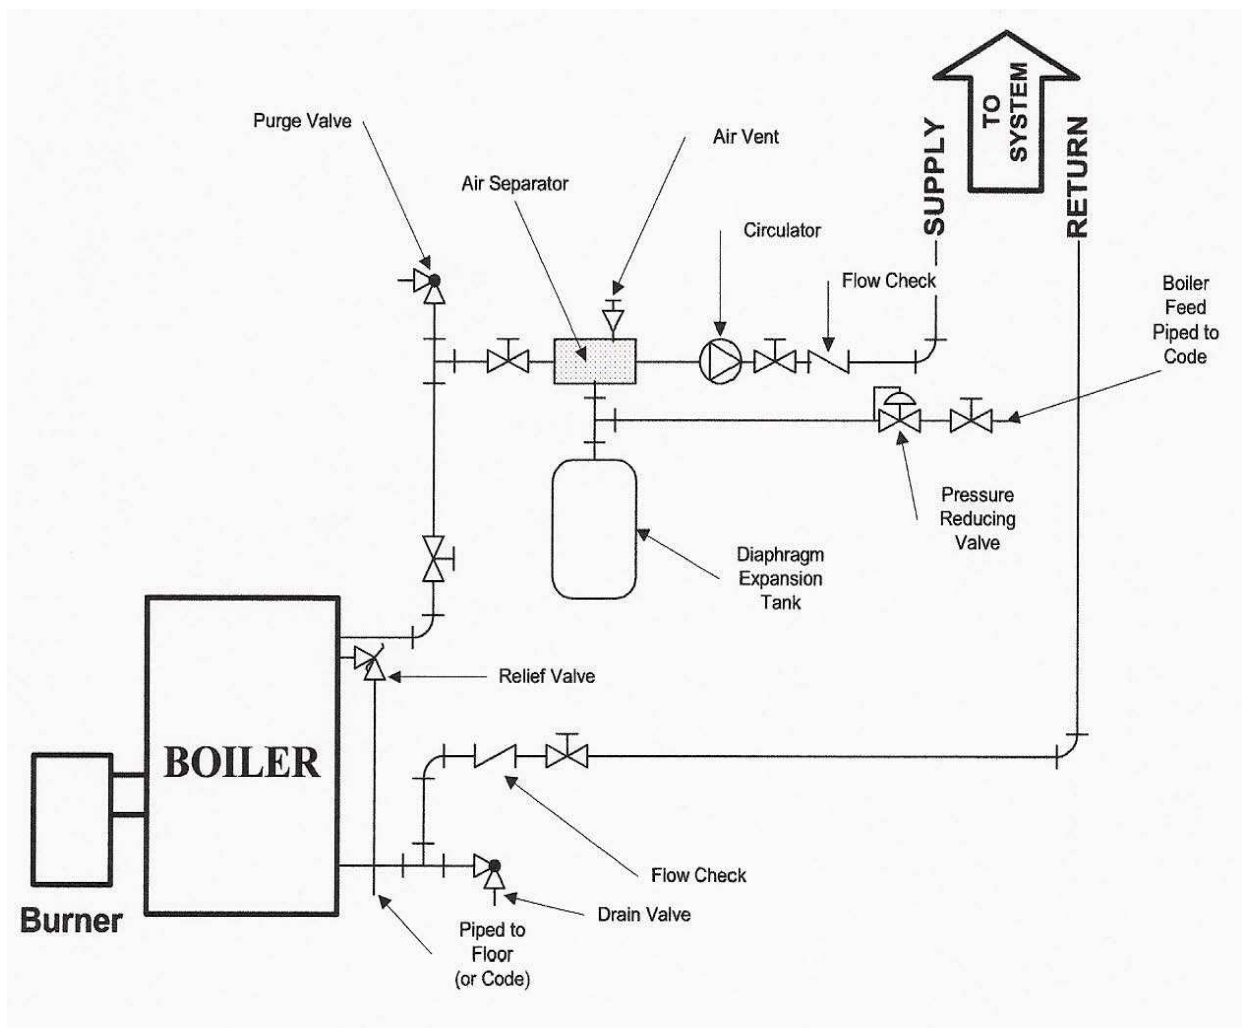 TO
SYSTEM
SUPPLY
RETURN
Purge Valve
Air Vent
Air Separator
Circulator
Flow Check
Boiler
Feed
Piped to
Code
Pressure
Reducing
Valve
Diaphragm
Expansion
Tank
Relief Valve
BOILER
Burner
Flow Check
Drain Valve
Piped to
Floor
(or Code)